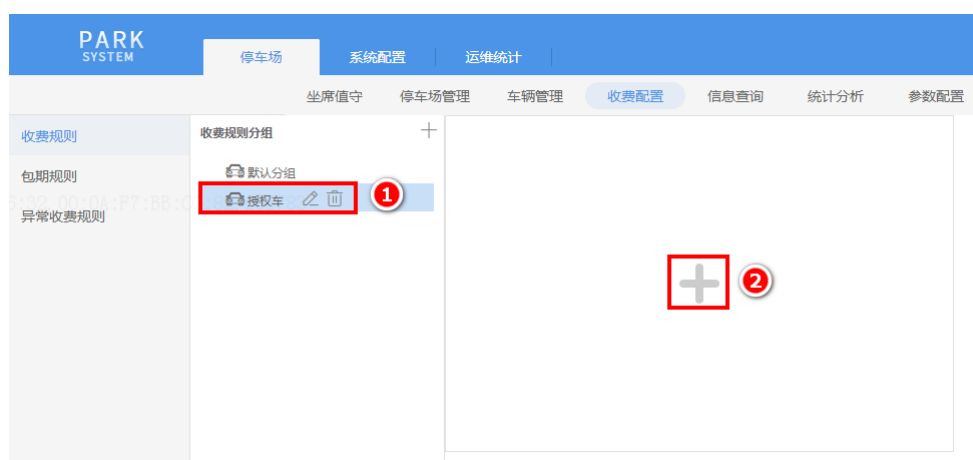 PARK
SYSTEM
停车场 系统配置 运维统计
坐席值守 停车场管理 车辆管理 收费配置 信息查询 统计分析 参数配置
收费规则
包期规则
异常收费规则
收费规则分组
默认分组
授权车
1
2